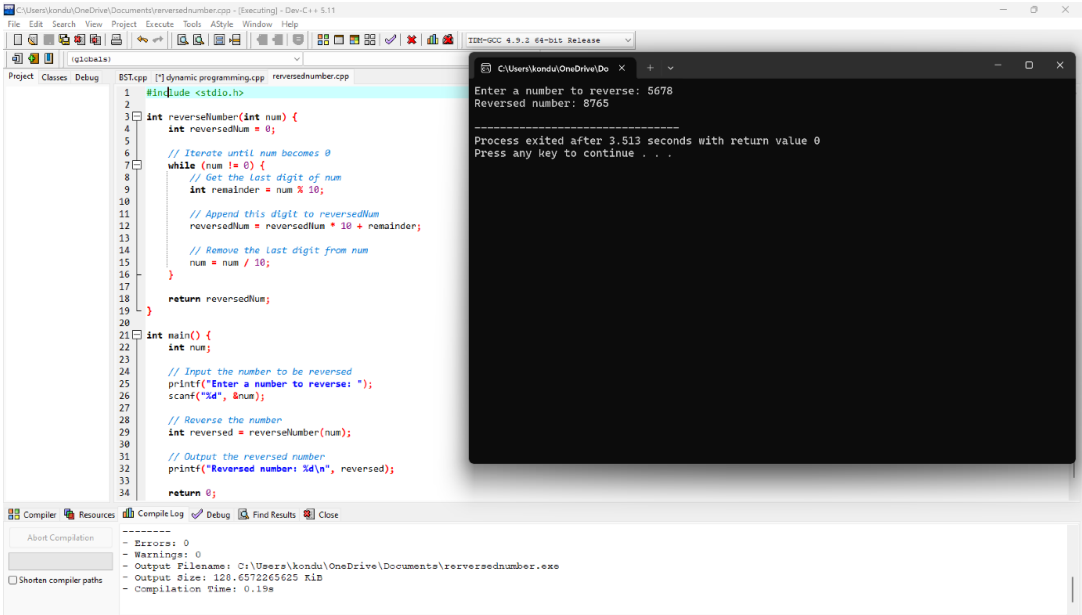 C:\Users\kondu\OneDrive\Documents\rerversednumber.cpp - [Executing] - Dev-C++ 5.11
File Edit Search View Project Execute Tools AStyle Window Help
TDM-GCC 4.9.2 64-bit Release
(globals)
Project Classes Debug
BST.cpp [*] dynamic programming.cpp rerversednumber.cpp
1 #include <stdio.h>
2
3 int reverseNumber(int num) {
4 int reversedNum = 0;
5
6 // Iterate until num becomes 0
7 while (num != 0) {
8 // Get the last digit of num
9 int remainder = num % 10;
10
11 // Append this digit to reversedNum
12 reversedNum = reversedNum * 10 + remainder;
13
14 // Remove the last digit from num
15 num = num / 10;
16 }
17
18 return reversedNum;
19 }
20
21 int main() {
22 int num;
23
24 // Input the number to be reversed
25 printf("Enter a number to reverse: ");
26 scanf("%d", &num);
27
28 // Reverse the number
29 int reversed = reverseNumber(num);
30
31 // Output the reversed number
32 printf("Reversed number: %d\n", reversed);
33
34 return 0;
C:\Users\kondu\OneDrive\Do
Enter a number to reverse: 5678
Reversed number: 8765
--------------------------------
Process exited after 3.513 seconds with return value 0
Press any key to continue . . .
Compiler Resources Compile Log Debug Find Results Close
Abort Compilation
Shorten compiler paths
--------
- Errors: 0
- Warnings: 0
- Output Filename: C:\Users\kondu\OneDrive\Documents\rerversednumber.exe
- Output Size: 128.6572265625 KiB
- Compilation Time: 0.19s